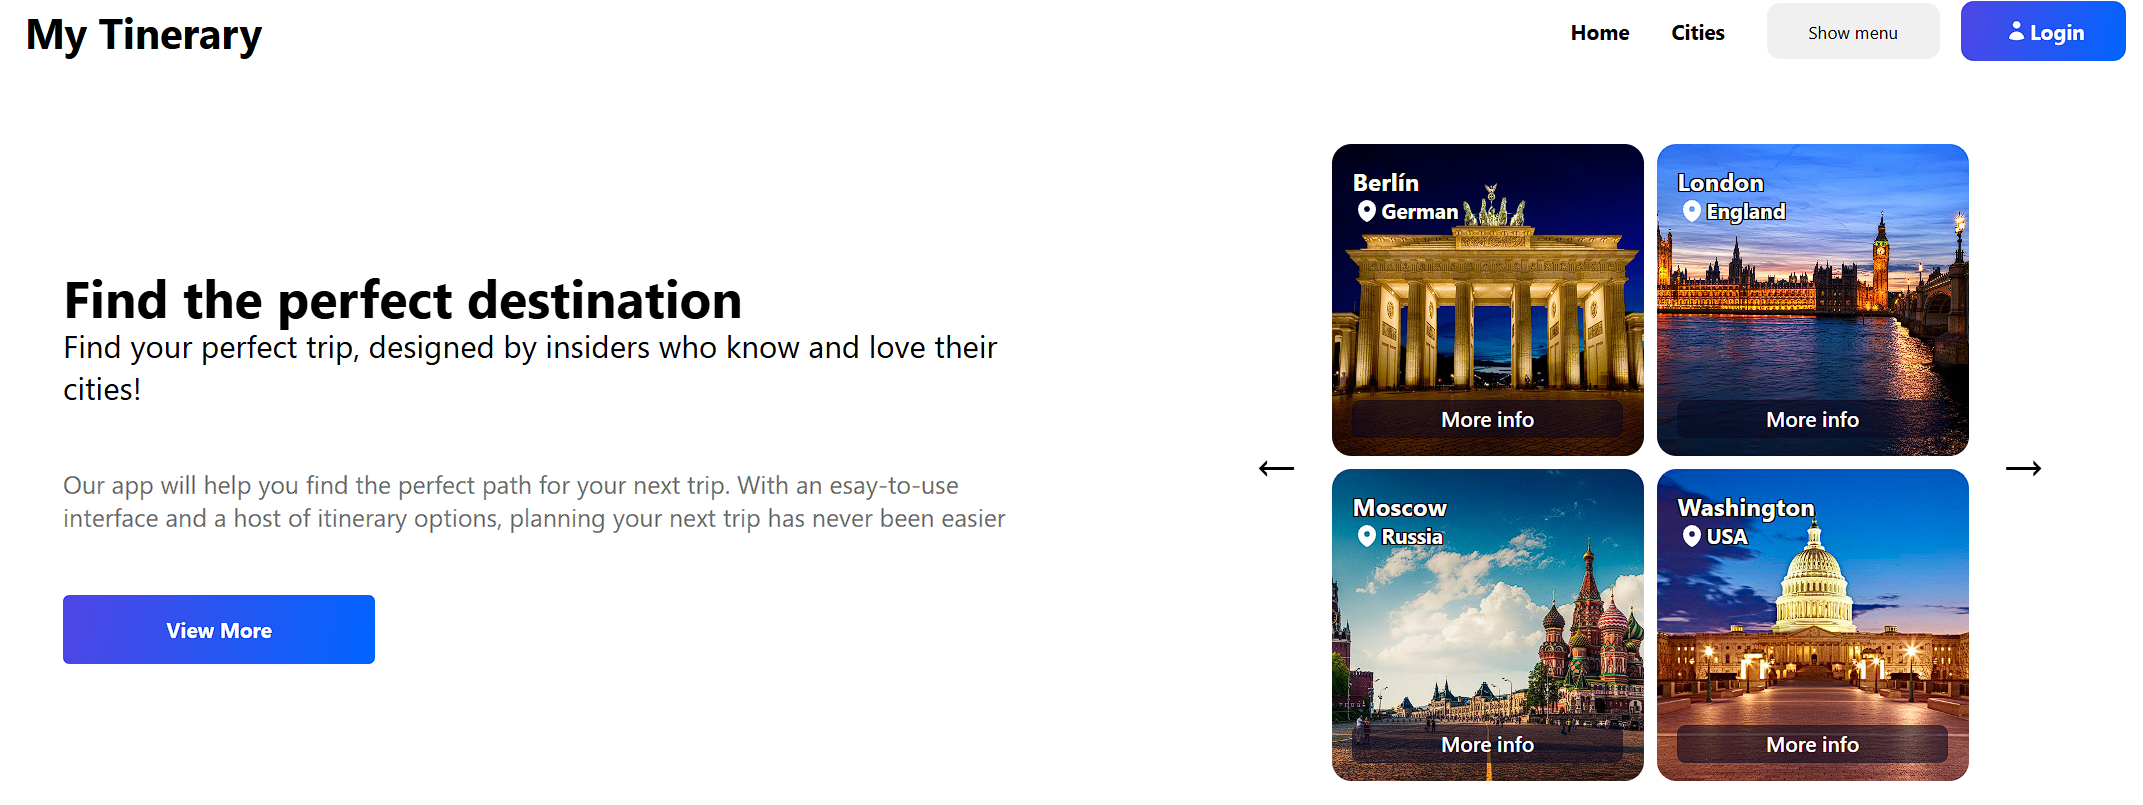 My Tinerary
Home
Cities
Show menu
Login
Find the perfect destination
Find your perfect trip, designed by insiders who know and love their
cities!
Our app will help you find the perfect path for your next trip. With an esay-to-use
interface and a host of itinerary options, planning your next trip has never been easier
View More
Berlín
German
More info
London
England
More info
Moscow
Russia
More info
Washington
USA
More info